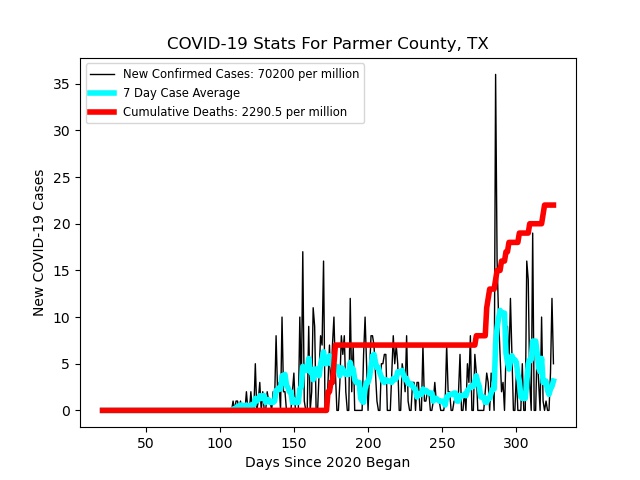 COVID-19 Stats For Parmer County, TX
New Confirmed Cases: 70200 per million
7 Day Case Average
Cumulative Deaths: 2290.5 per million
New COVID-19 Cases
35
30
25
20
15
10
5
0
50
100
150
200
250
300
Days Since 2020 Began